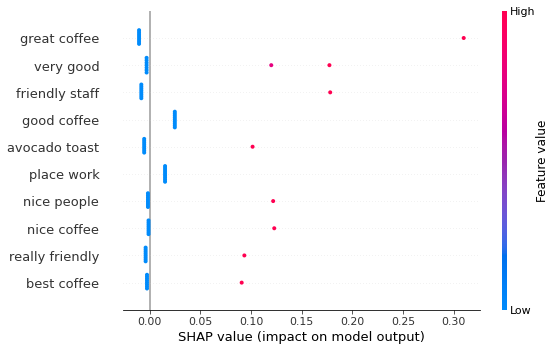 High
great coffee
very good
friendly staff
good coffee
avocado toast
place work
nice people
nice coffee
really friendly
best coffee
Feature value
Low
0.00 0.05 0.10 0.15 0.20 0.25 0.30
SHAP value (impact on model output)